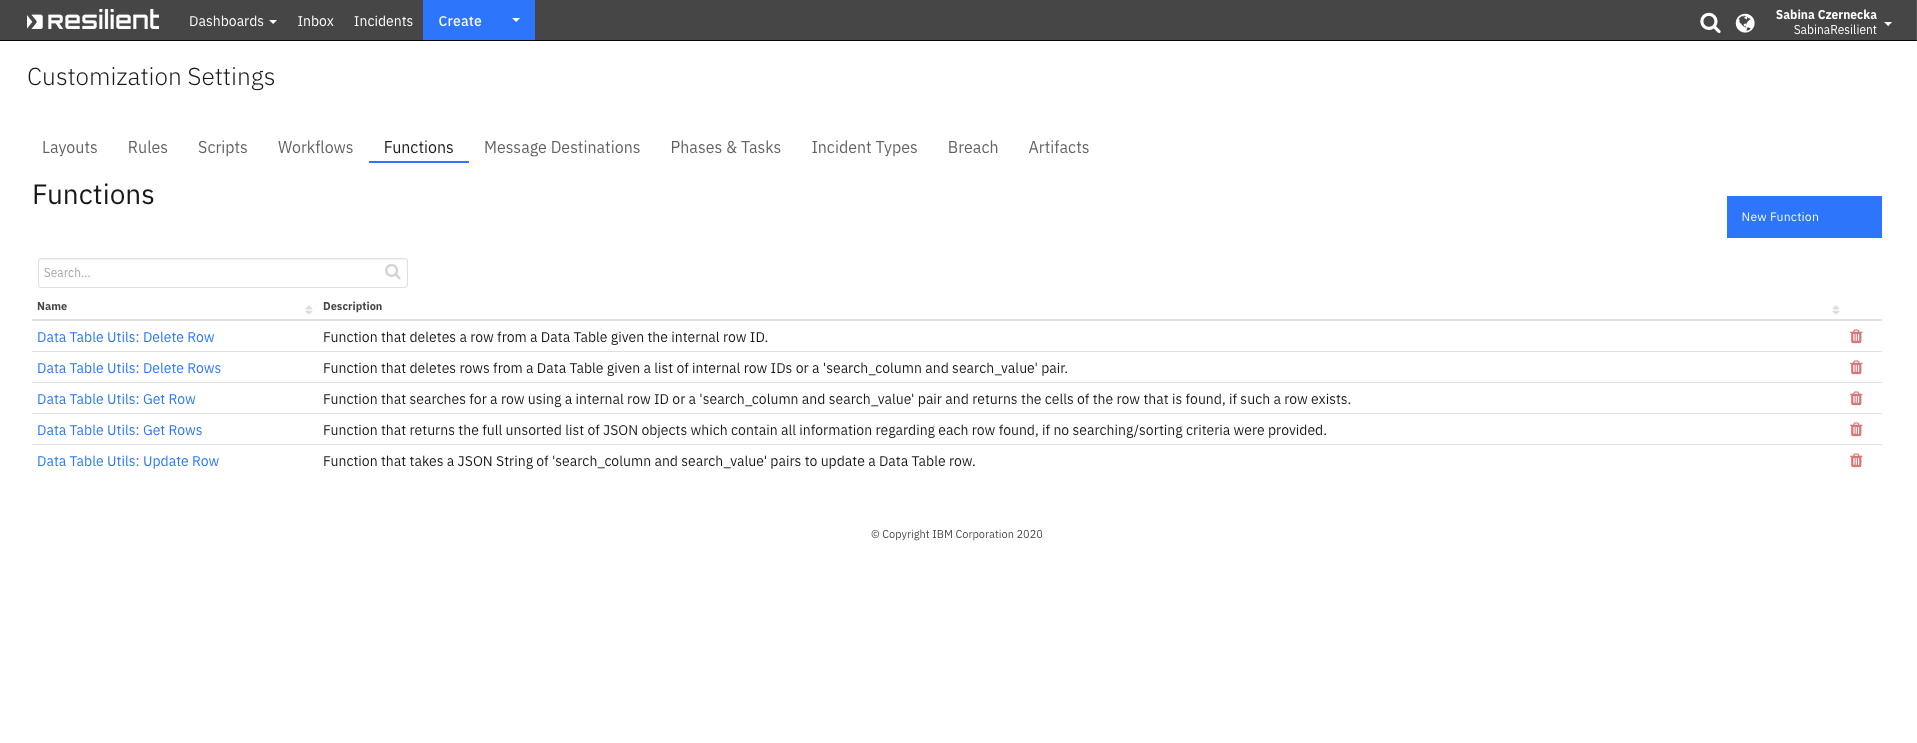 resilient Dashboards Inbox Incidents Create Sabina Czernecka
SabinaResilient
Customization Settings
Layouts Rules Scripts Workflows Functions Message Destinations Phases & Tasks Incident Types Breach Artifacts
Functions
New Function
Search...
Name Description
Data Table Utils: Delete Row Function that deletes a row from a Data Table given the internal row ID.
Data Table Utils: Delete Rows Function that deletes rows from a Data Table given a list of internal row IDs or a 'search_column and search_value' pair.
Data Table Utils: Get Row Function that searches for a row using a internal row ID or a 'search_column and search_value' pair and returns the cells of the row that is found, if such a row exists.
Data Table Utils: Get Rows Function that returns the full unsorted list of JSON objects which contain all information regarding each row found, if no searching/sorting criteria were provided.
Data Table Utils: Update Row Function that takes a JSON String of 'search_column and search_value' pairs to update a Data Table row.
© Copyright IBM Corporation 2020